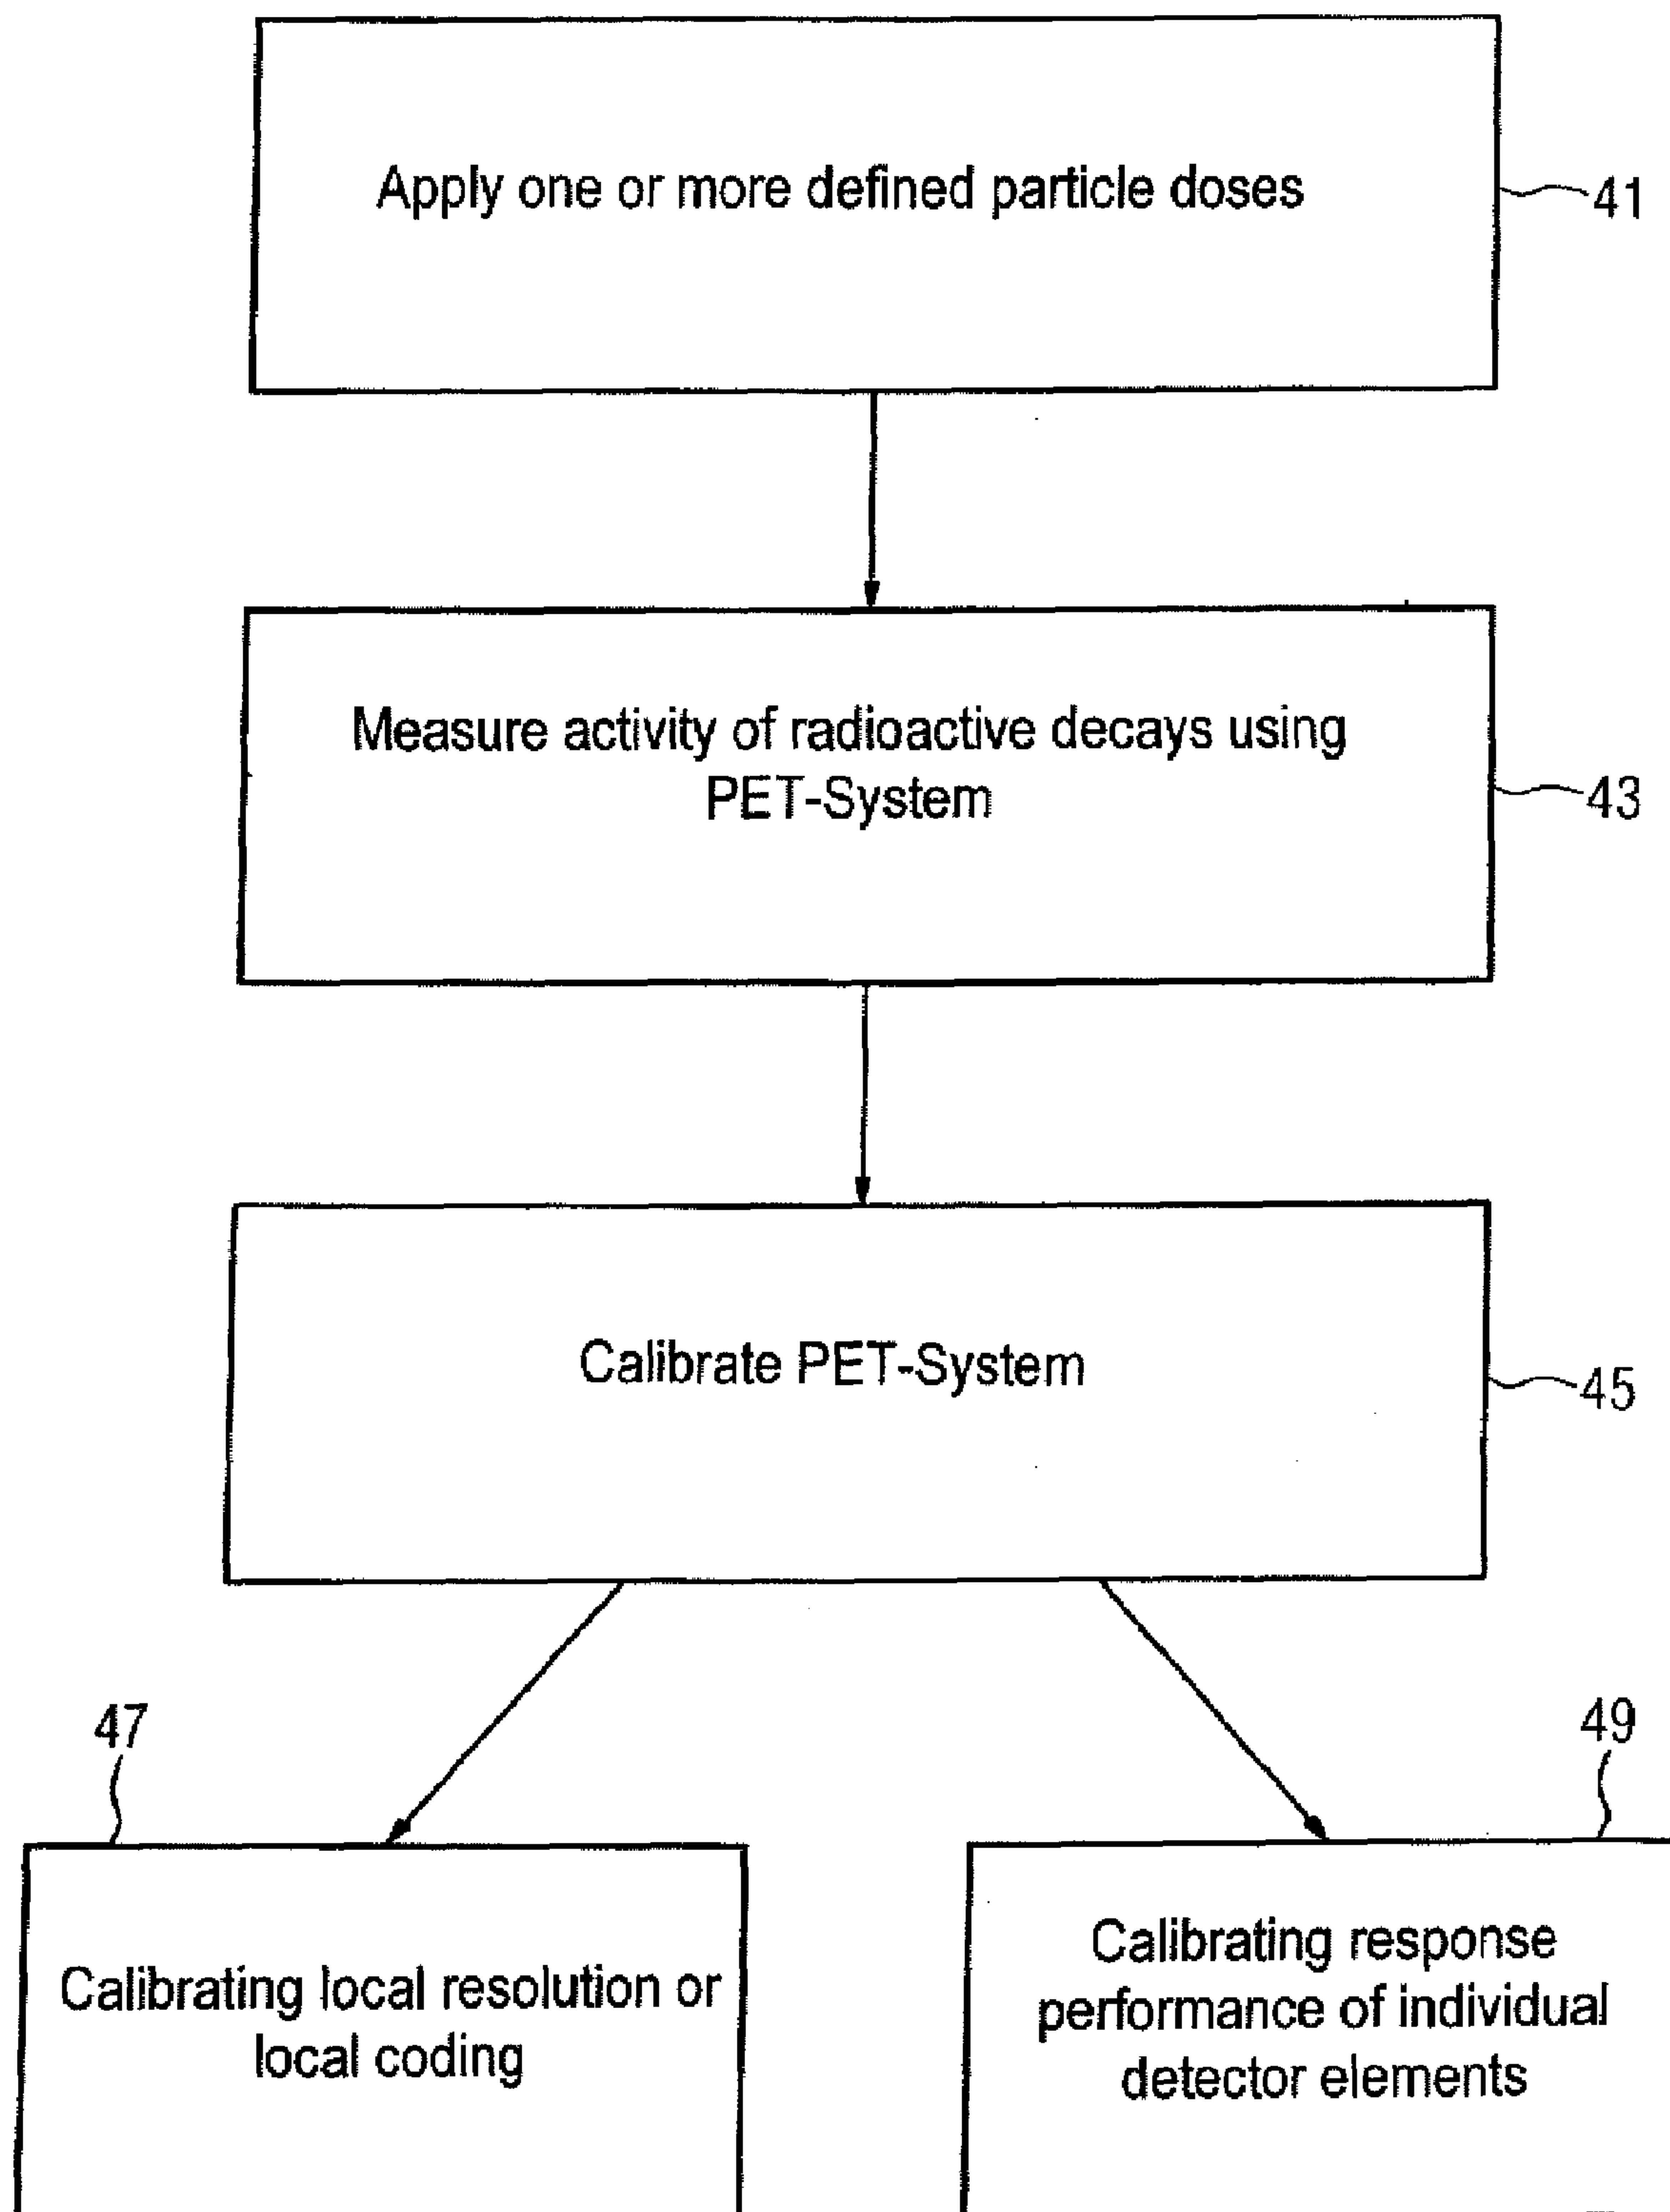 Apply one or more defined particle doses
41
Measure activity of radioactive decays using
PET-System
43
Calibrate PET-System
45
47
49
Calibrating local resolution or
local coding
Calibrating response
performance of individual
detector elements